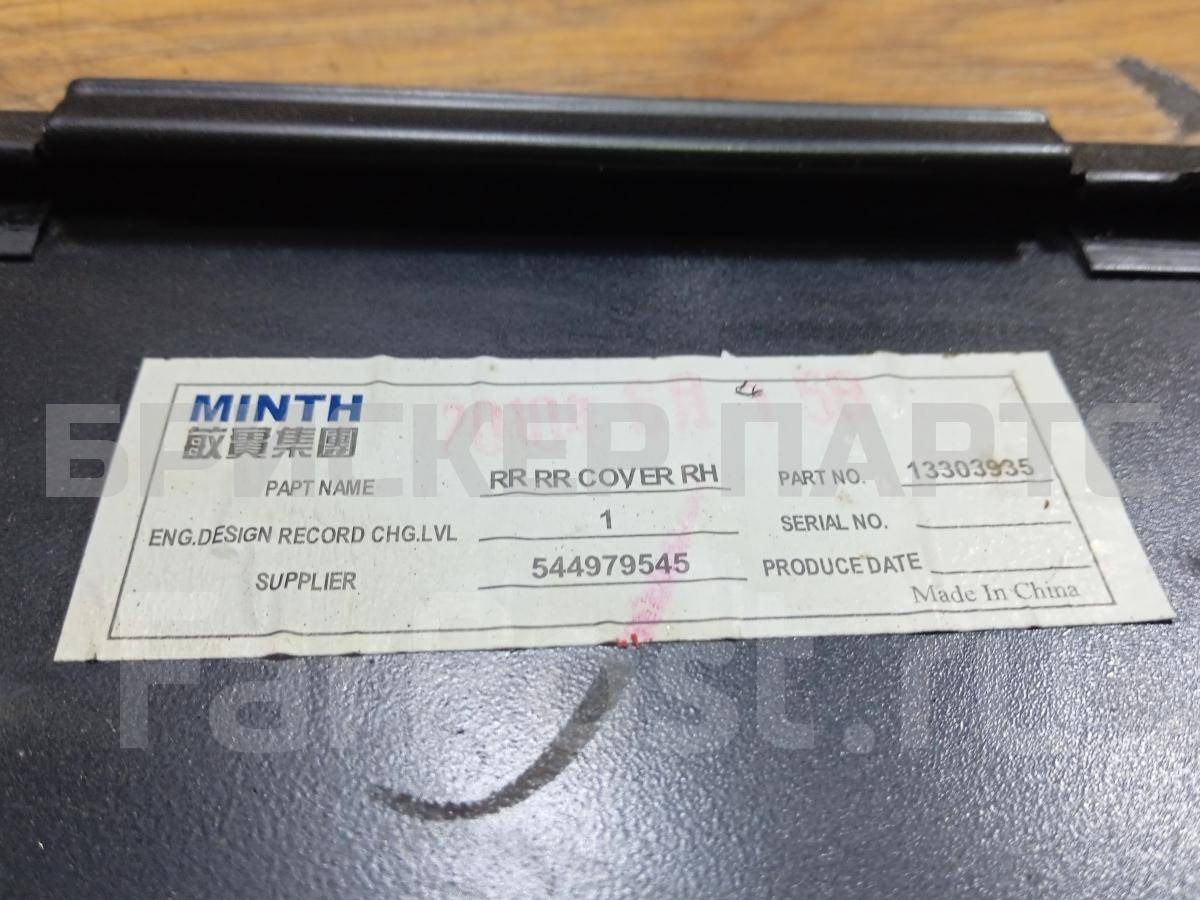 MINTH
敏實集團
PAPT NAME RR RR COVER RH PART NO. 13303935
ENG.DESIGN RECORD CHG.LVL 1 SERIAL NO.
SUPPLIER 544979545 PRODUCE DATE
Made In China
БРИСКЕР ПАРТС